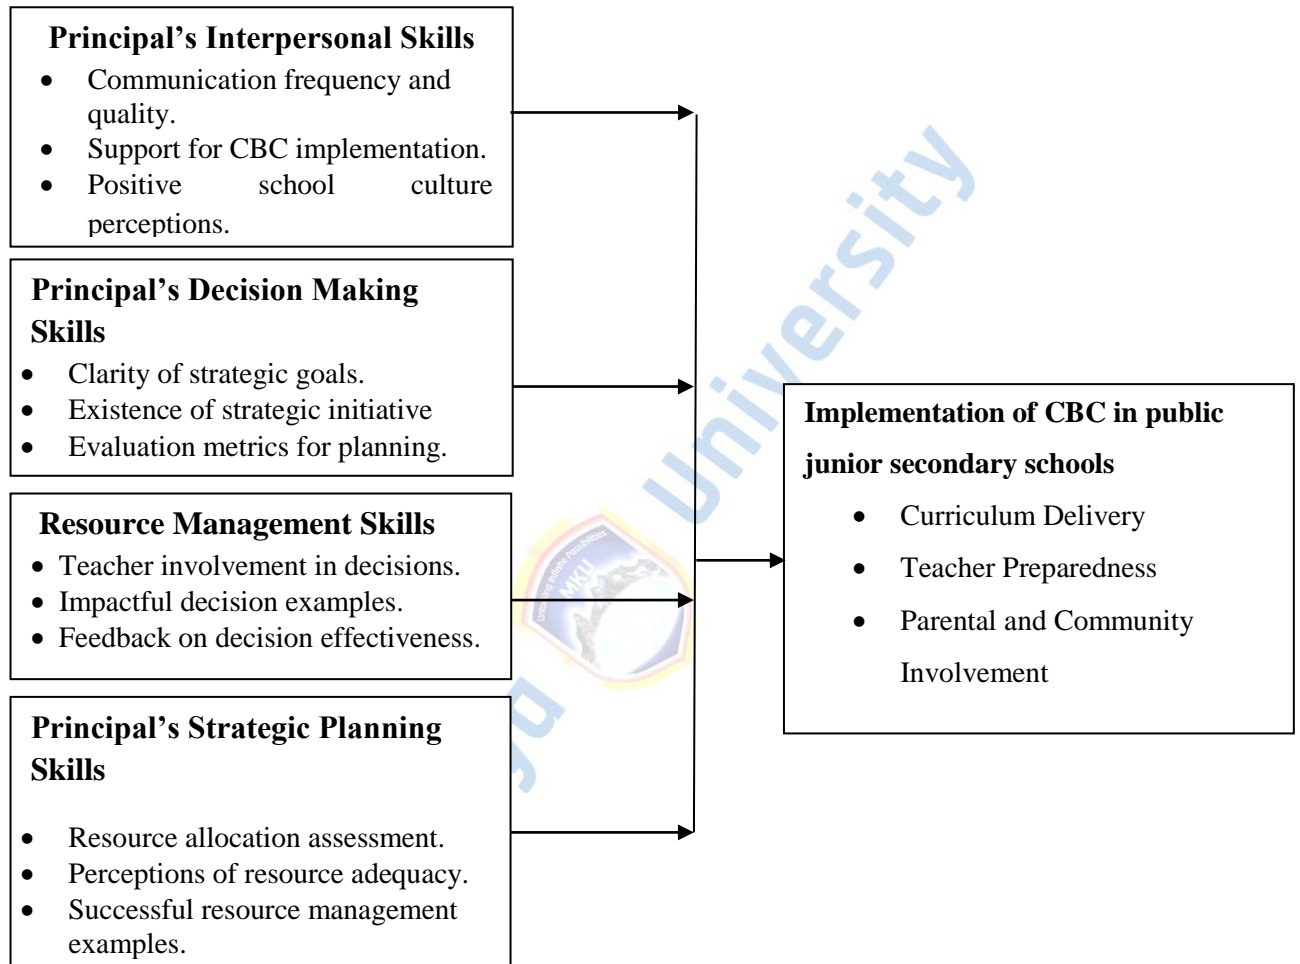 Principal's Interpersonal Skills
• Communication frequency and
quality.
• Support for CBC implementation.
• Positive school culture
perceptions.
Principal's Decision Making
Skills
• Clarity of strategic goals.
• Existence of strategic initiative
• Evaluation metrics for planning.
Resource Management Skills
• Teacher involvement in decisions.
• Impactful decision examples.
• Feedback on decision effectiveness.
Principal's Strategic Planning
Skills
• Resource allocation assessment.
• Perceptions of resource adequacy.
• Successful resource management
examples.
Implementation of CBC in public
junior secondary schools
• Curriculum Delivery
• Teacher Preparedness
• Parental and Community
Involvement
University
MKU
Infinite Possibilities